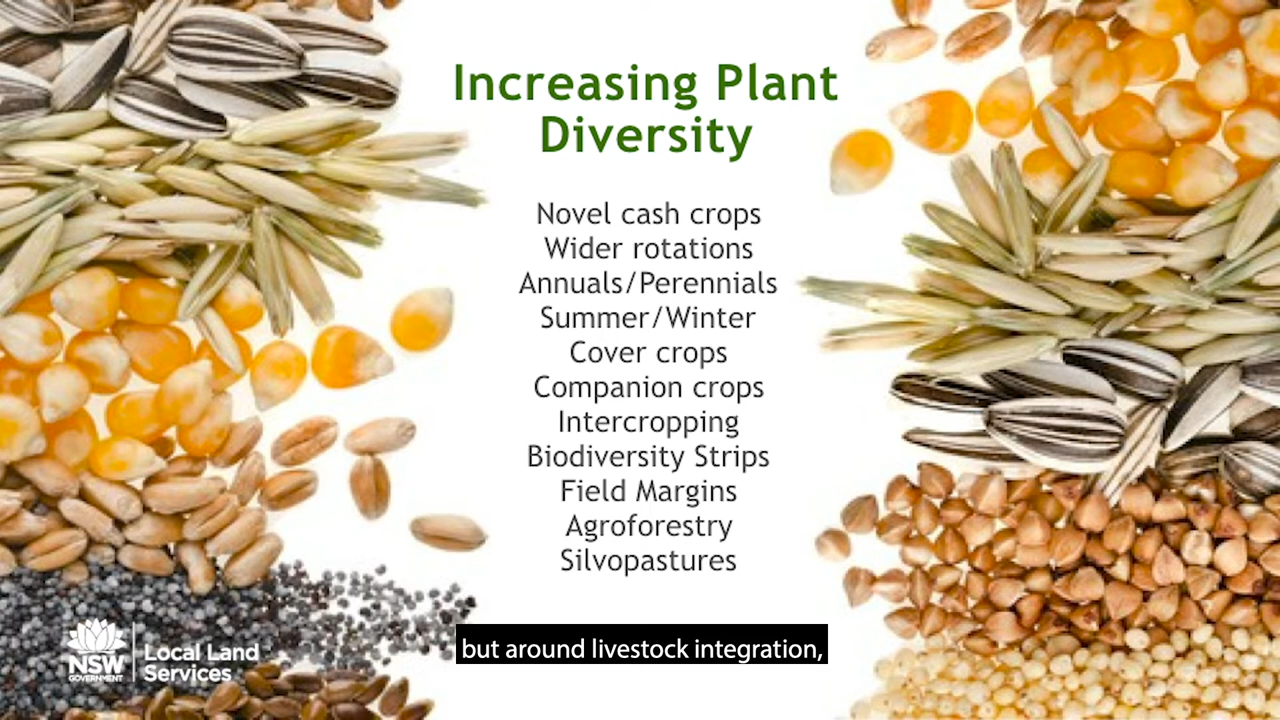 Increasing Plant
Diversity
Novel cash crops
Wider rotations
Annuals/Perennials
Summer/Winter
Cover crops
Companion crops
Intercropping
Biodiversity Strips
Field Margins
Agroforestry
Silvopastures
but around livestock integration,
NSW
GOVERNMENT
Local Land
Services